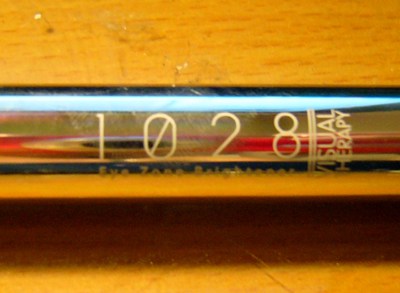 1028
VISUAL
THERAPY
Eye Zone Brightener